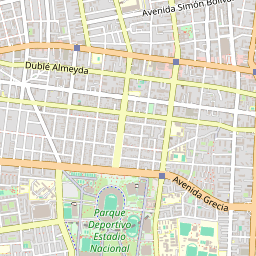 Avenida Simón Bolív
Dublé Almeyda
Avenida Grecia
Parque
Deportivo
Estadio
Nacional